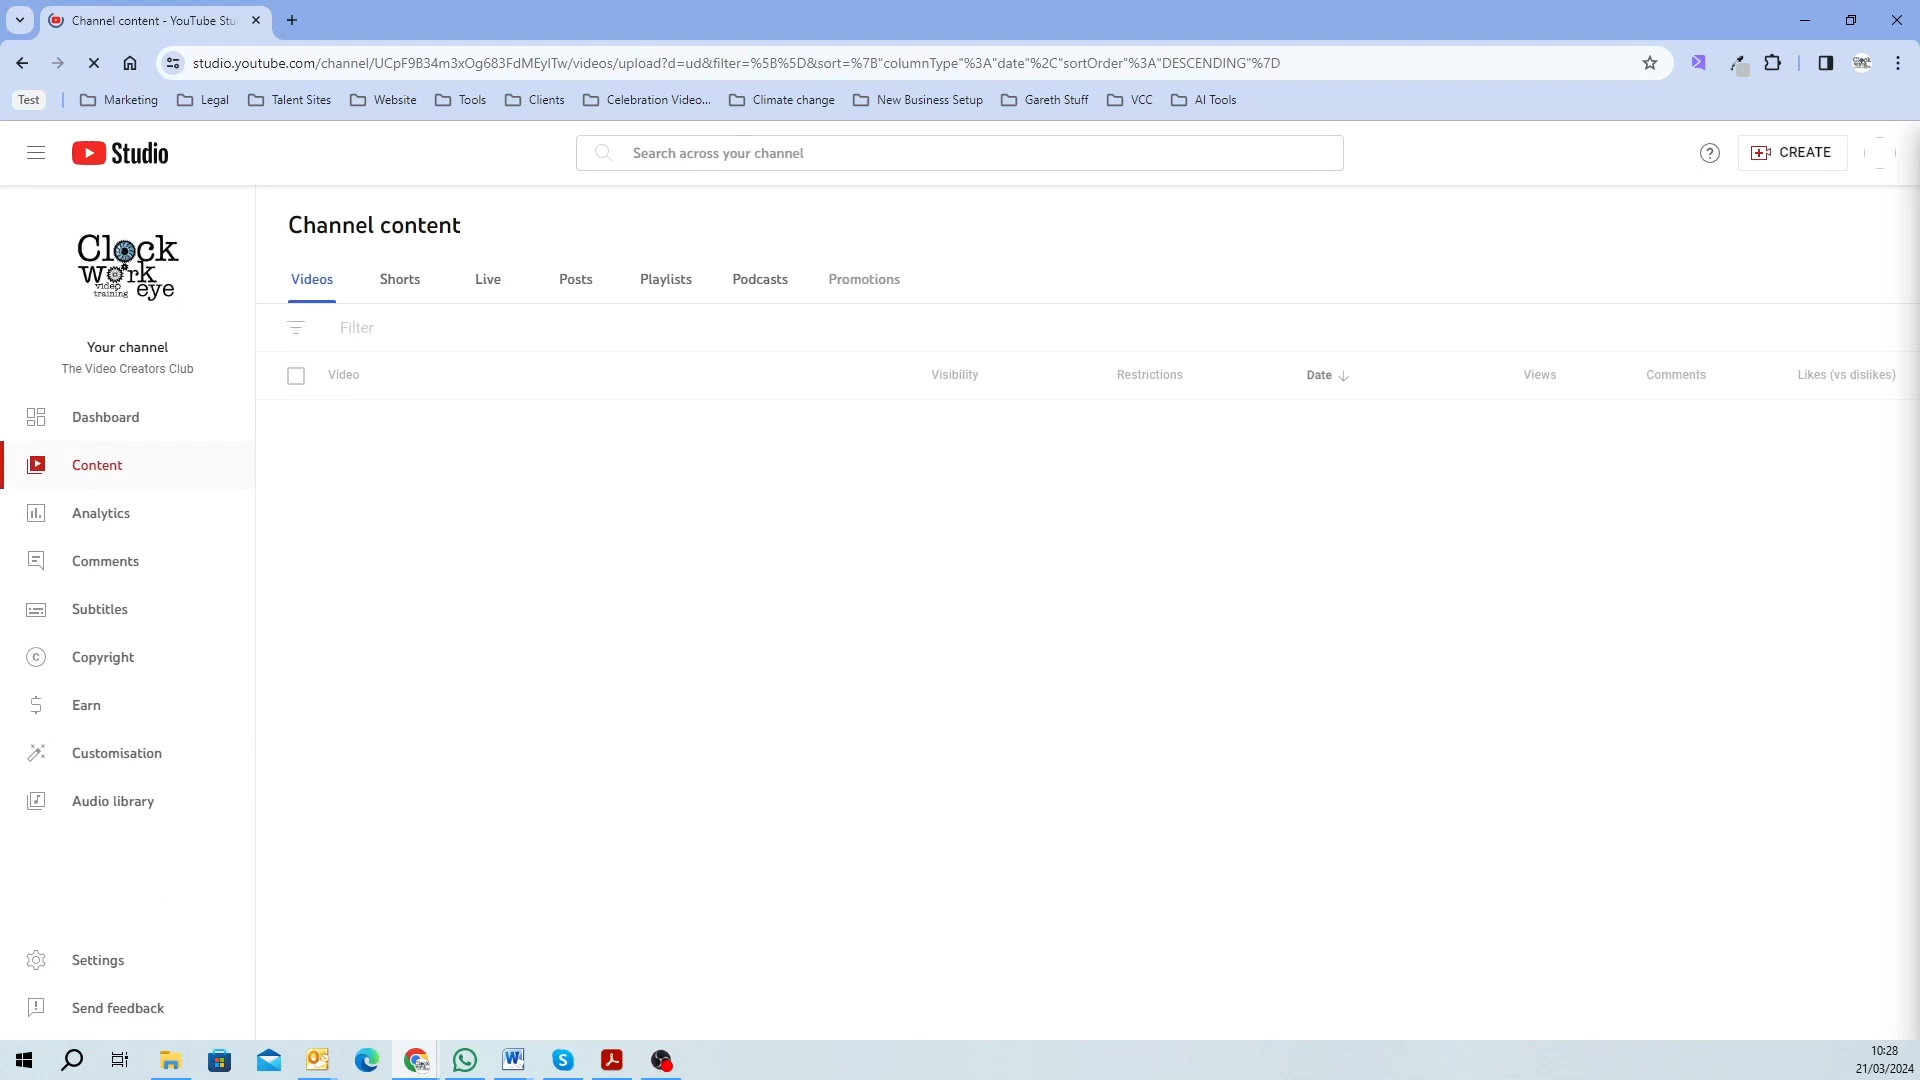 Channel content - YouTube Stu
studio.youtube.com/channel/UCpF9B34m3xOg683FdMEyITw/videos/upload?d=ud&filter=%5B%5D&sort=%7B"columnType"%3A"date"%2C"sortOrder"%3A"DESCENDING"%7D
Test Marketing Legal Talent Sites Website Tools Clients Celebration Video... Climate change New Business Setup Gareth Stuff VCC AI Tools
Studio Search across your channel CREATE
Clock
work
video
training
eye
Your channel
The Video Creators Club
Dashboard
Content
Analytics
Comments
Subtitles
Copyright
Earn
Customisation
Audio library
Settings
Send feedback
Channel content
Videos Shorts Live Posts Playlists Podcasts Promotions
Filter
Video Visibility Restrictions Date Views Comments Likes (vs dislikes)
10:28
21/03/2024